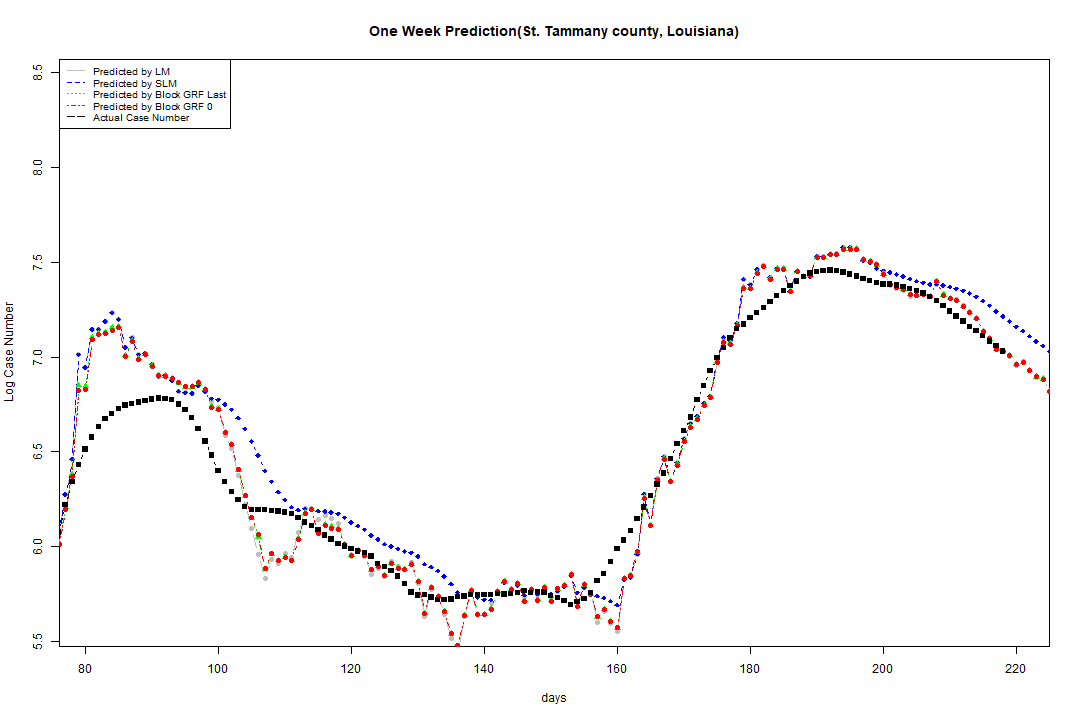 One Week Prediction(St. Tammany county, Louisiana)
Predicted by LM
Predicted by SLM
Predicted by Block GRF Last
Predicted by Block GRF 0
Actual Case Number
8.5
8.0
7.5
7.0
6.5
6.0
5.5
Log Case Number
80 100 120 140 160 180 200 220
days